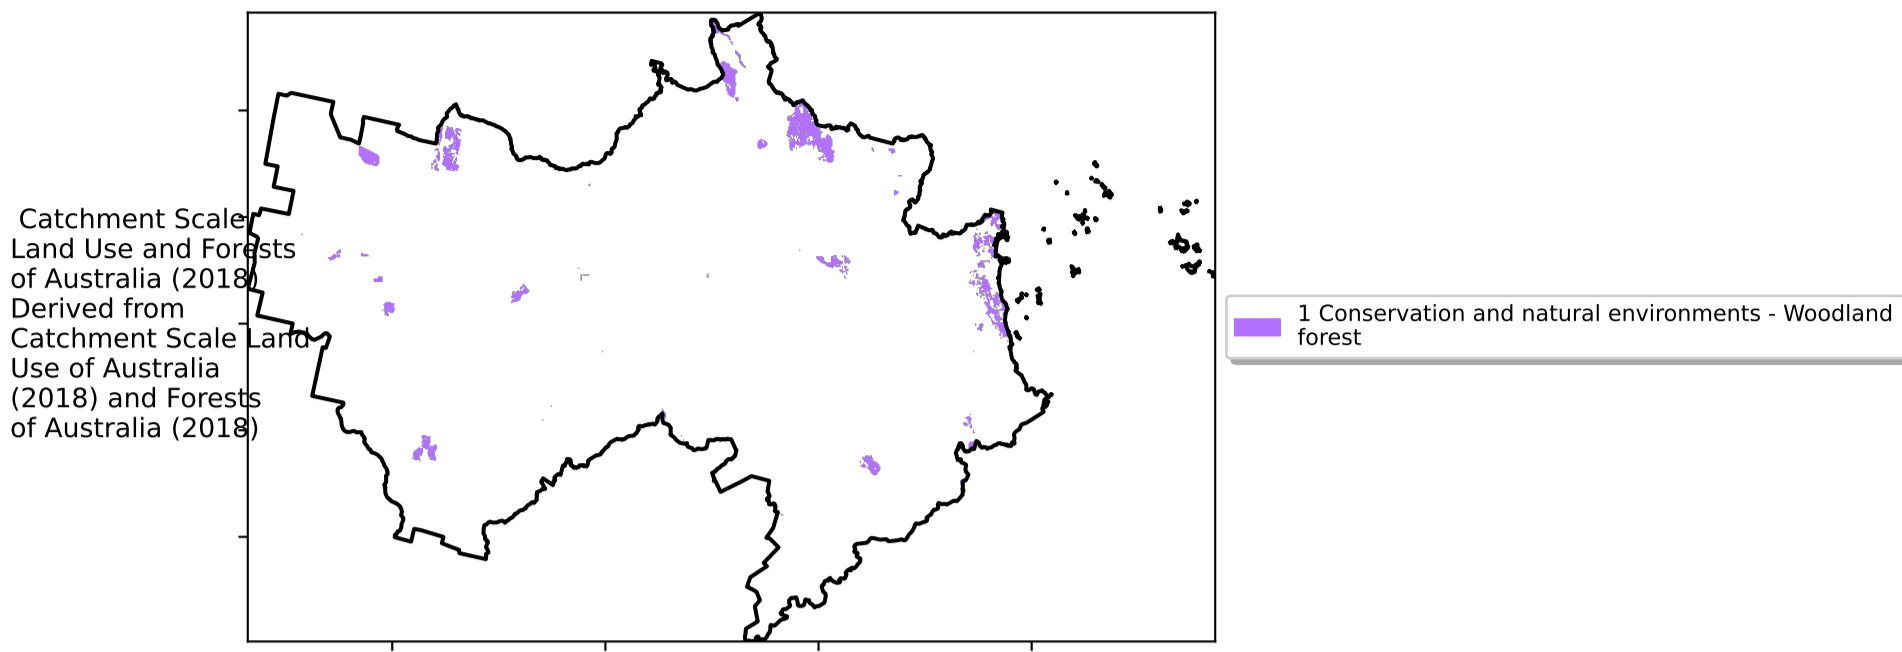 Catchment Scale
Land Use and Forests
of Australia (2018)
Derived from
Catchment Scale Land
Use of Australia
(2018) and Forests
of Australia (2018)
1 Conservation and natural environments - Woodland
forest